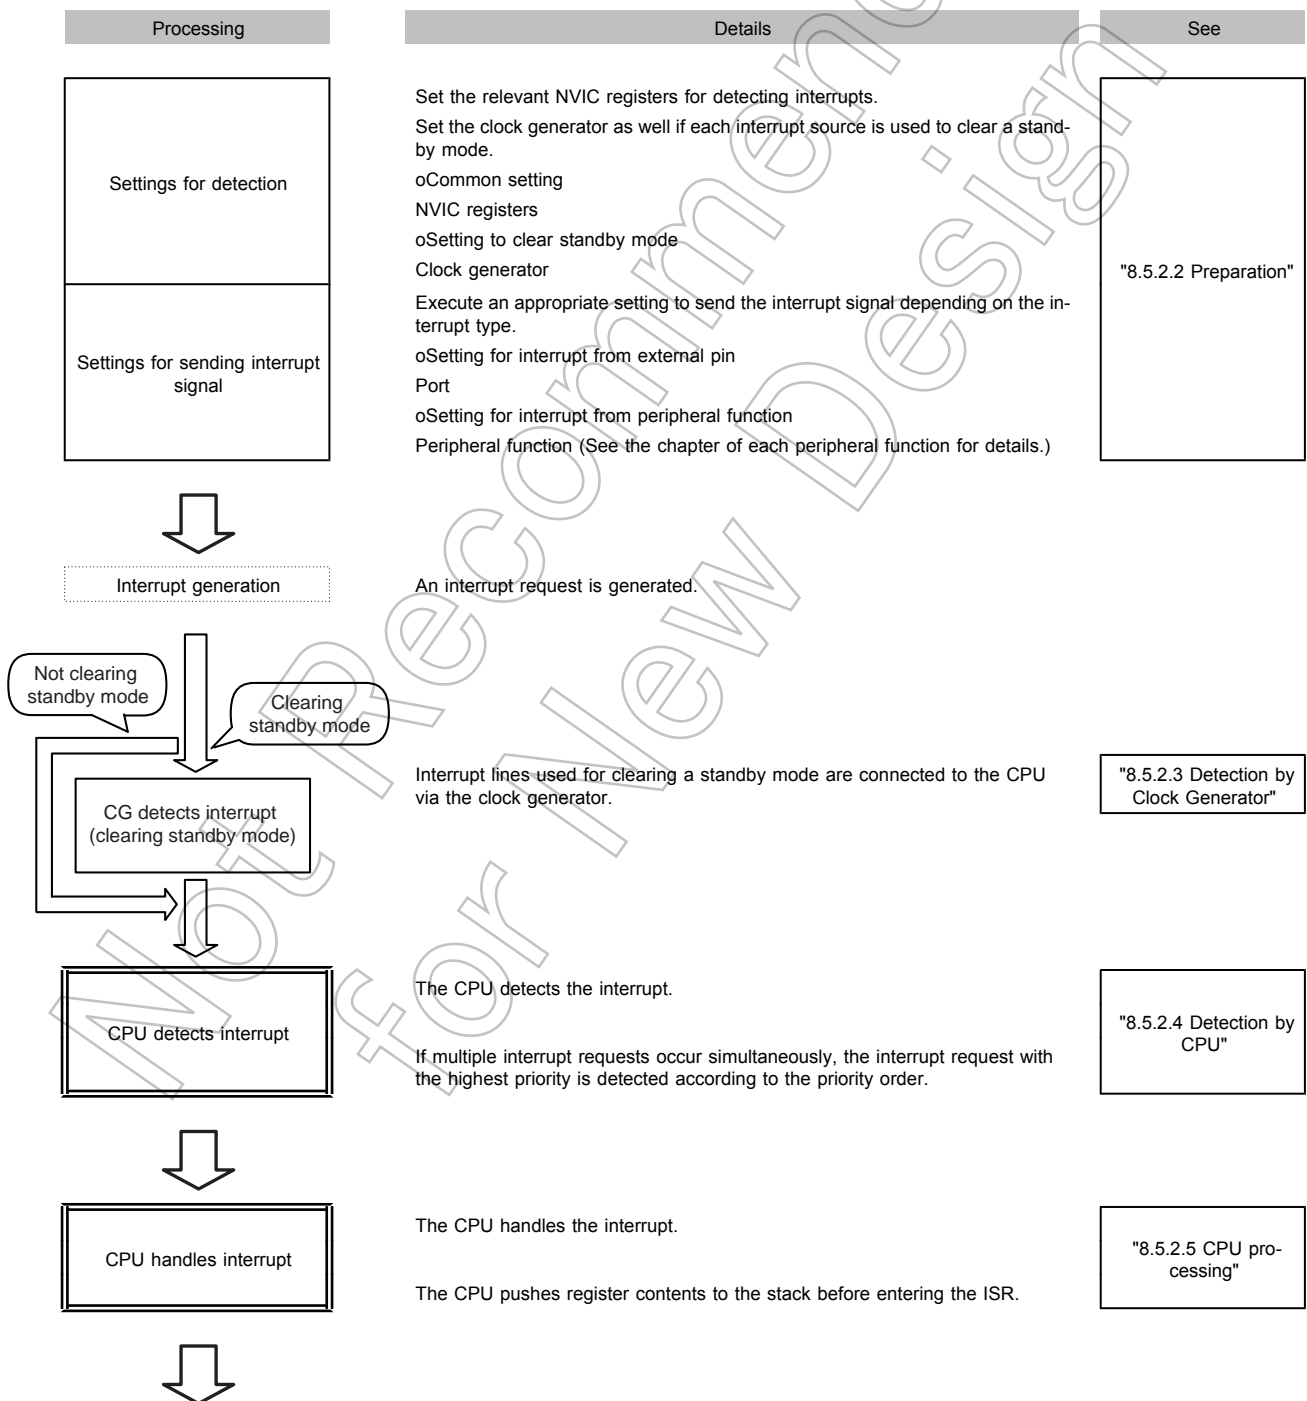 Processing
Details
See
Settings for detection
Set the relevant NVIC registers for detecting interrupts.
Set the clock generator as well if each interrupt source is used to clear a stand-
by mode.
oCommon setting
NVIC registers
oSetting to clear standby mode
Clock generator
"8.5.2.2 Preparation"
Settings for sending interrupt
signal
Execute an appropriate setting to send the interrupt signal depending on the in-
terrupt type.
oSetting for interrupt from external pin
Port
oSetting for interrupt from peripheral function
Peripheral function (See the chapter of each peripheral function for details.)
Interrupt generation
An interrupt request is generated.
Not clearing
standby mode
Clearing
standby mode
CG detects interrupt
(clearing standby mode)
Interrupt lines used for clearing a standby mode are connected to the CPU
via the clock generator.
"8.5.2.3 Detection by
Clock Generator"
CPU detects interrupt
The CPU detects the interrupt.
If multiple interrupt requests occur simultaneously, the interrupt request with
the highest priority is detected according to the priority order.
"8.5.2.4 Detection by
CPU"
CPU handles interrupt
The CPU handles the interrupt.
The CPU pushes register contents to the stack before entering the ISR.
"8.5.2.5 CPU pro-
cessing"
Not Recommen
for New Design